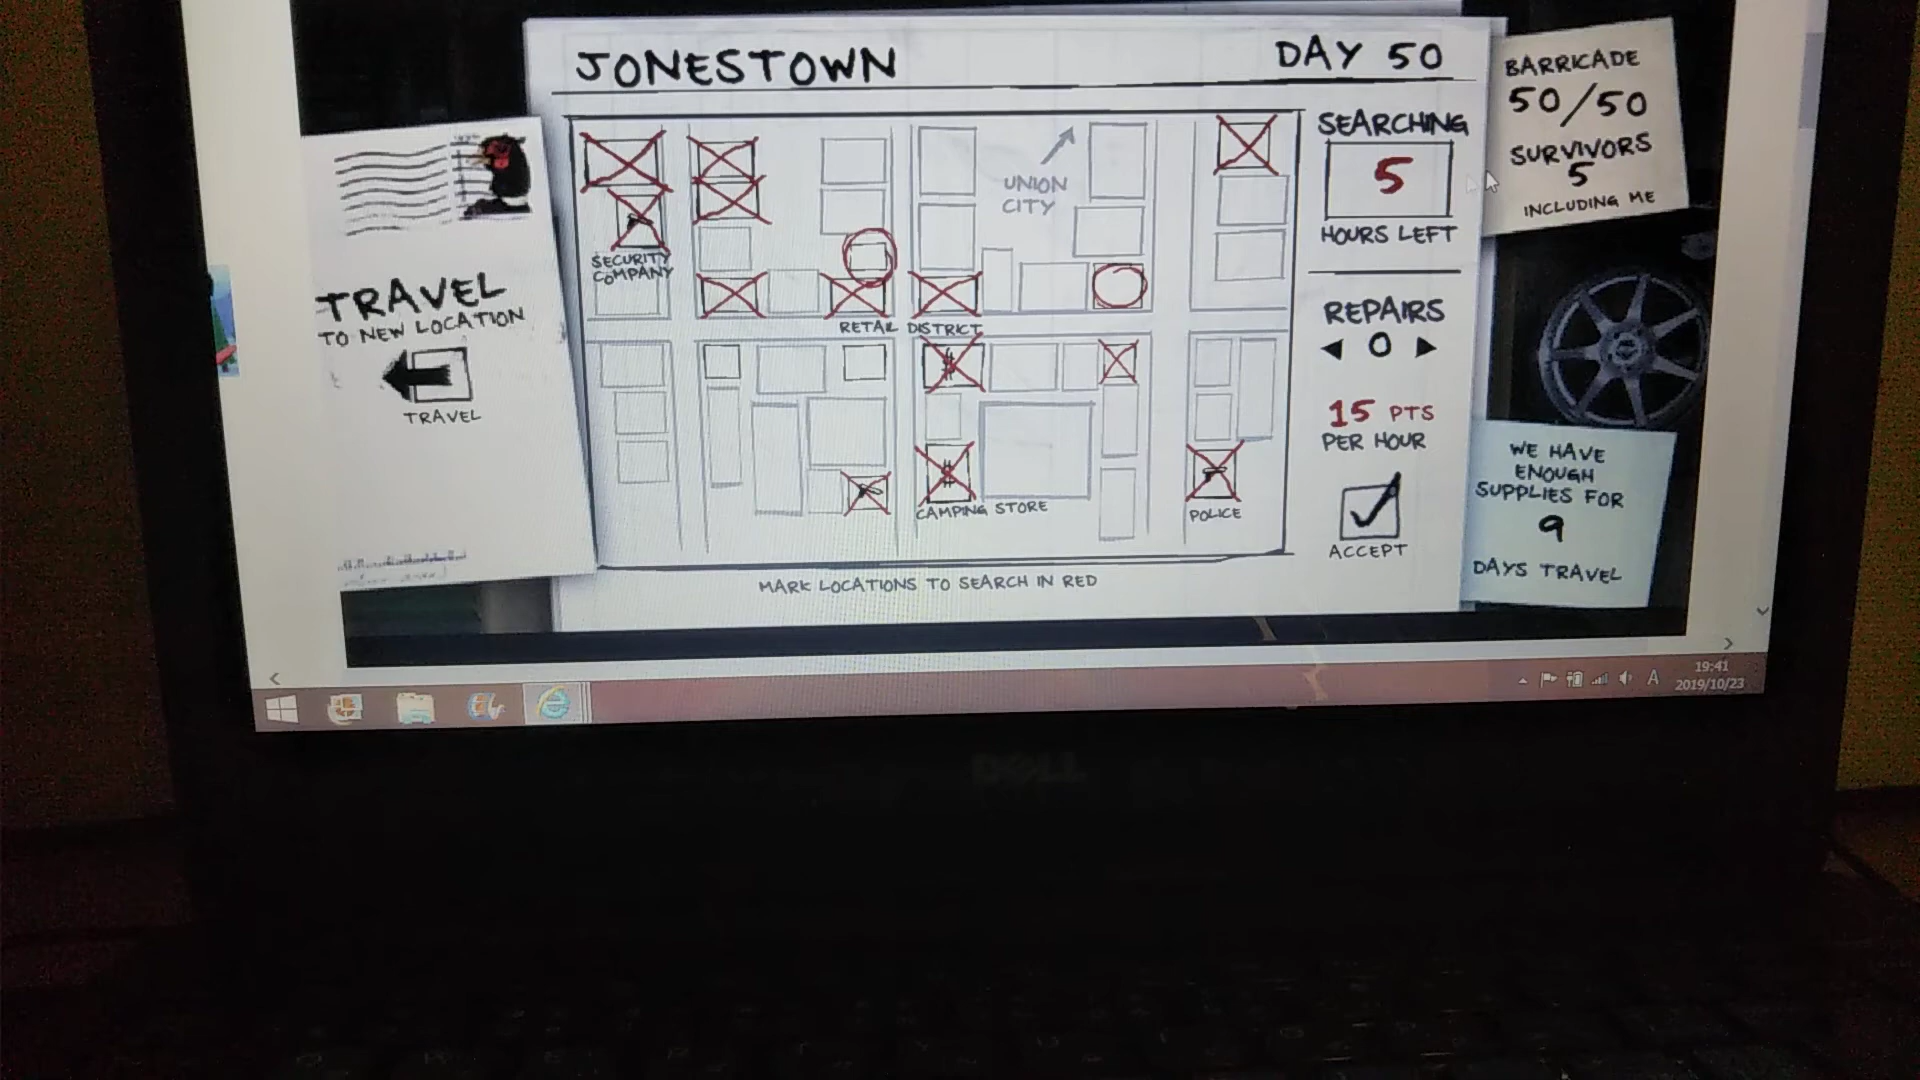 JONESTOWN
DAY 50
TRAVEL
TO NEW LOCATION
TRAVEL
SECURITY
COMPANY
UNION
CITY
RETAIL DISTRICT
CAMPING STORE
POLICE
MARK LOCATIONS TO SEARCH IN RED
SEARCHING
5
HOURS LEFT
REPAIRS
0
15 PTS
PER HOUR
ACCEPT
BARRICADE
50/50
SURVIVORS
5
INCLUDING ME
WE HAVE
ENOUGH
SUPPLIES FOR
9
DAYS TRAVEL
A
19:41
2019/10/23
DELL